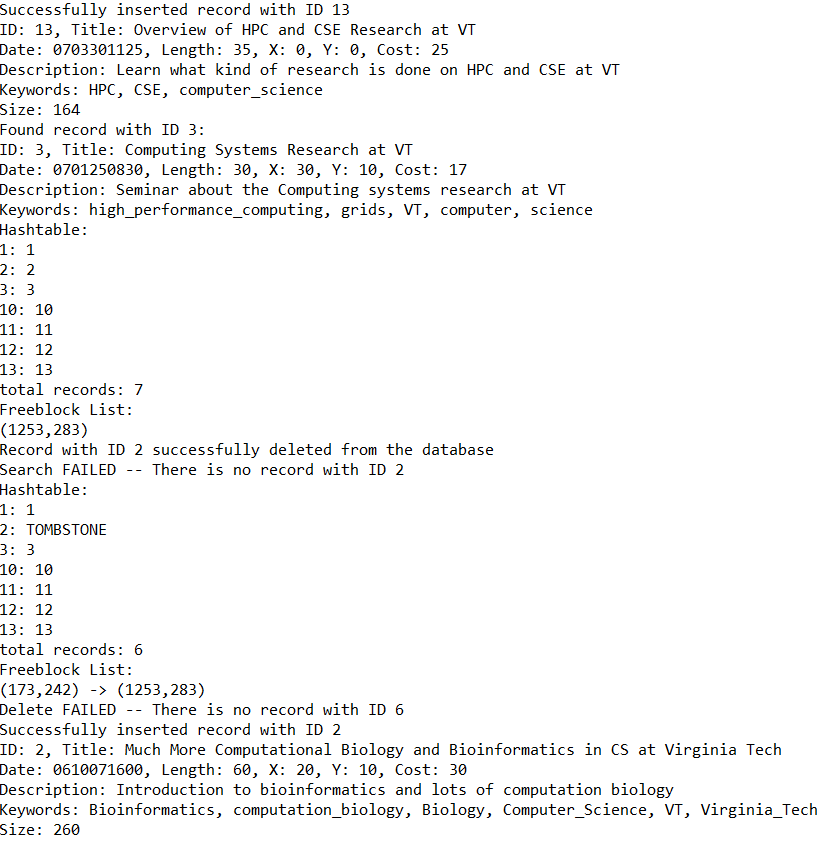 Successfully inserted record with ID 13
ID: 13, Title: Overview of HPC and CSE Research at VT
Date: 0703301125, Length: 35, X: 0, Y: 0, Cost: 25
Description: Learn what kind of research is done on HPC and CSE at VT
Keywords: HPC, CSE, computer_science
Size: 164
Found record with ID 3:
ID: 3, Title: Computing Systems Research at VT
Date: 0701250830, Length: 30, X: 30, Y: 10, Cost: 17
Description: Seminar about the Computing systems research at VT
Keywords: high_performance_computing, grids, VT, computer, science
Hashtable:
1: 1
2: 2
3: 3
10: 10
11: 11
12: 12
13: 13
total records: 7
Freeblock List:
(1253,283)
Record with ID 2 successfully deleted from the database
Search FAILED -- There is no record with ID 2
Hashtable:
1: 1
2: TOMBSTONE
3: 3
10: 10
11: 11
12: 12
13: 13
total records: 6
Freeblock List:
(173,242) -> (1253,283)
Delete FAILED -- There is no record with ID 6
Successfully inserted record with ID 2
ID: 2, Title: Much More Computational Biology and Bioinformatics in CS at Virginia Tech
Date: 0610071600, Length: 60, X: 20, Y: 10, Cost: 30
Description: Introduction to bioinformatics and lots of computation biology
Keywords: Bioinformatics, computation_biology, Biology, Computer_Science, VT, Virginia_Tech
Size: 260